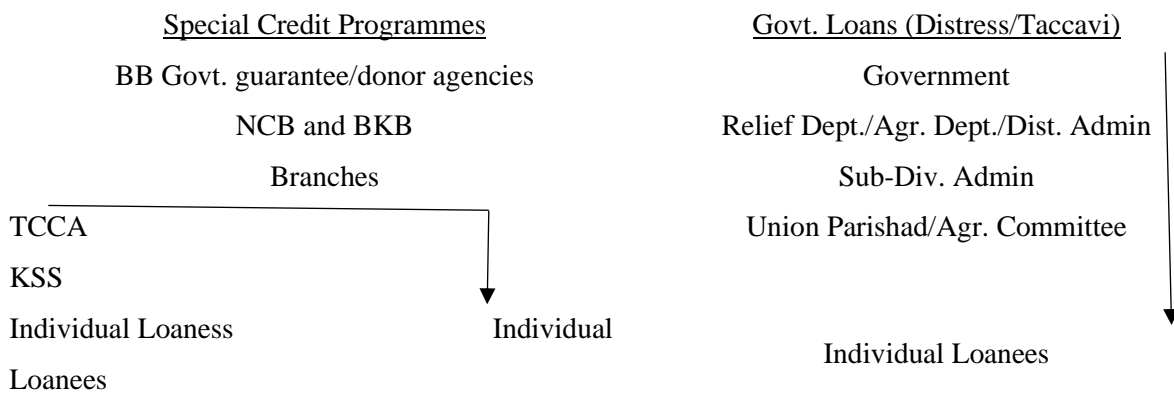 Special Credit Programmes
BB Govt. guarantee/donor agencies
NCB and BKB
Branches
TCCA
KSS
Individual Loaness Individual
Loanees
Govt. Loans (Distress/Taccavi)
Government
Relief Dept./Agr. Dept./Dist. Admin
Sub-Div. Admin
Union Parishad/Agr. Committee
Individual Loanees